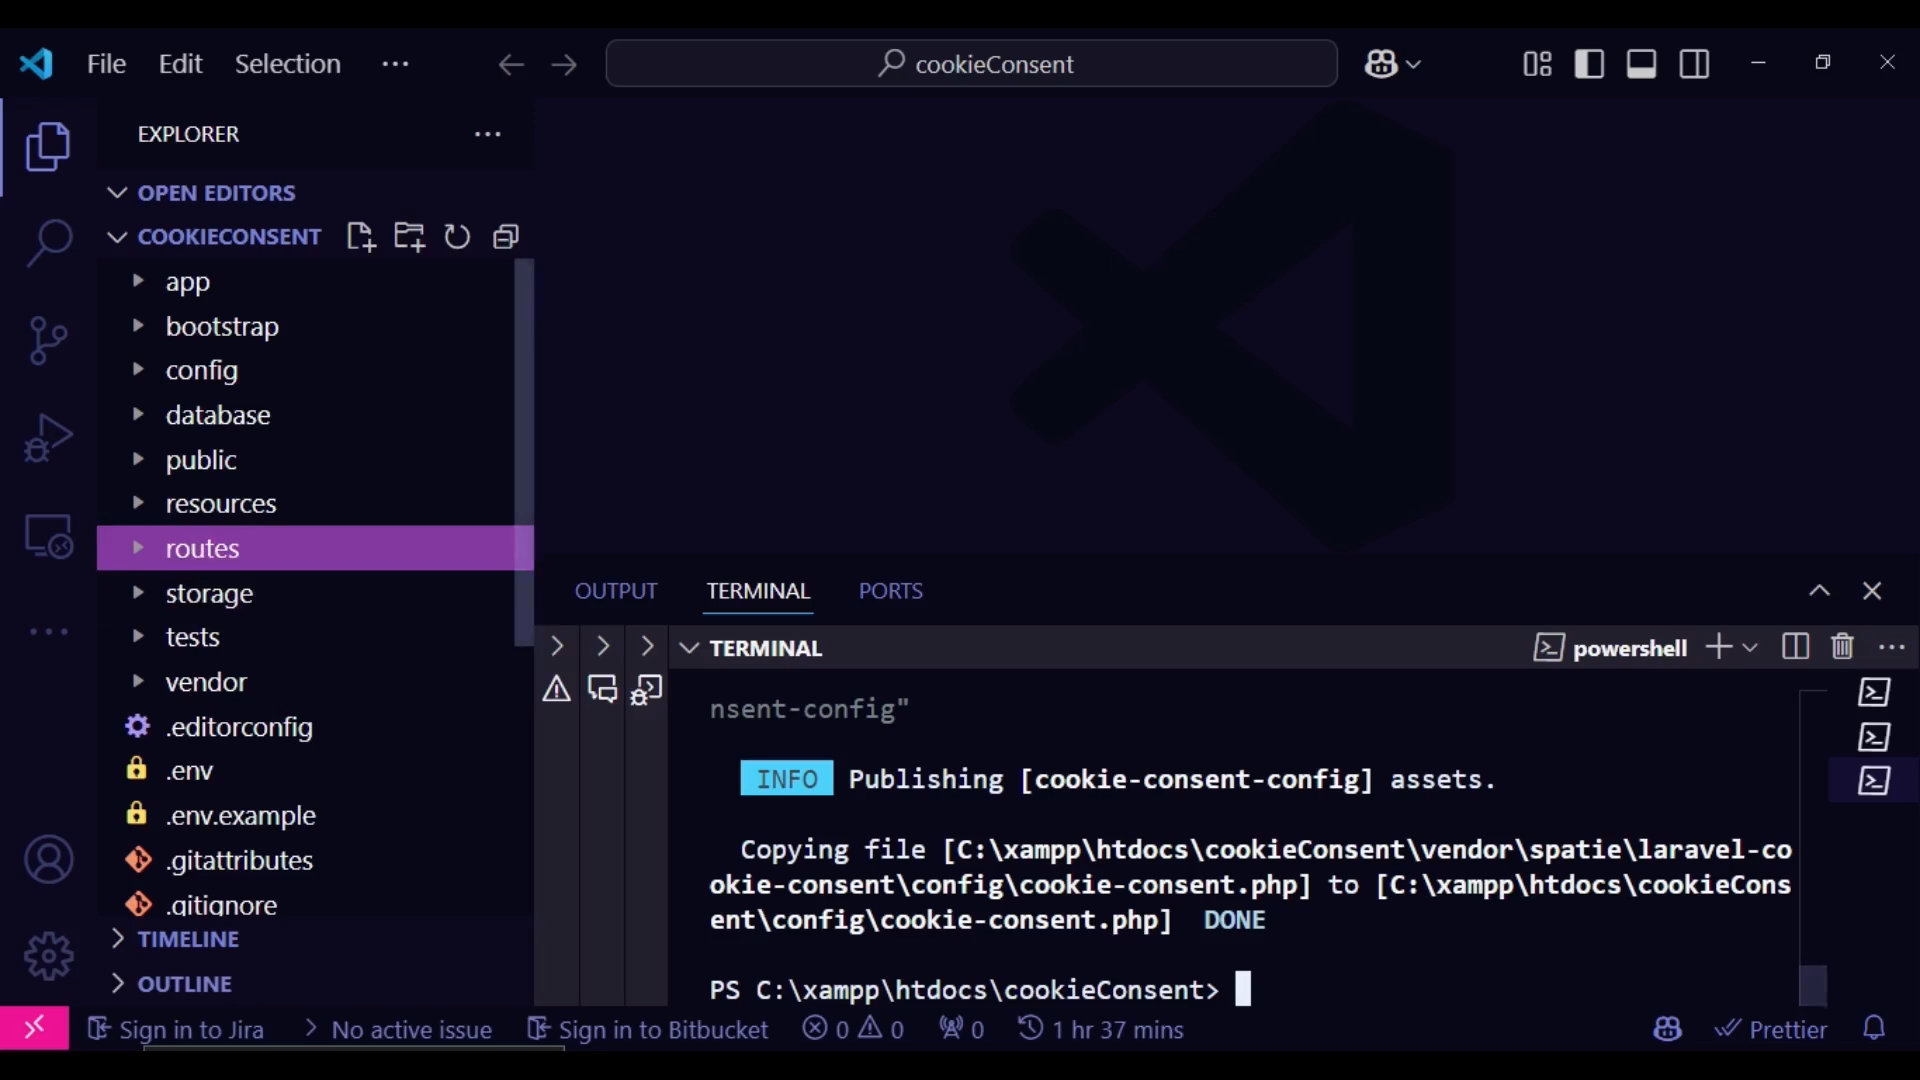 File Edit Selection ···
cookieConsent
EXPLORER
OPEN EDITORS
COOKIECONSENT
app
bootstrap
config
database
public
resources
routes
storage
tests
vendor
.editorconfig
.env
.env.example
.gitattributes
.gitignore
TIMELINE
OUTLINE
OUTPUT TERMINAL PORTS
TERMINAL
powershell
nsent-config"
INFO Publishing [cookie-consent-config] assets.
Copying file [C:\xampp\htdocs\cookieConsent\vendor\spatie\laravel-co
okie-consent\config\cookie-consent.php] to [C:\xampp\htdocs\cookieCons
ent\config\cookie-consent.php] DONE
PS C:\xampp\htdocs\cookieConsent>
Sign in to Jira No active issue Sign in to Bitbucket 0 0 0 1 hr 37 mins Prettier